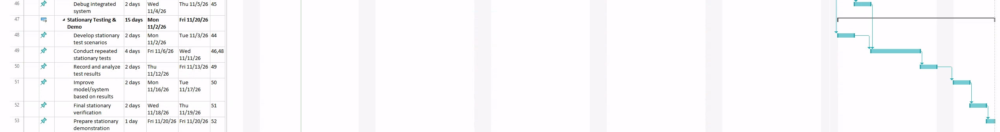 46 Debug integrated 2 days Wed Thu 11/5/26 45
system 11/4/26
47 Stationary Testing & 15 days Mon Fri 11/20/26
Demo 11/2/26
48 Develop stationary 2 days Mon Tue 11/3/26 44
test scenarios 11/2/26
49 Conduct repeated 4 days Fri 11/6/26 Wed 46,48
stationary tests 11/11/26
50 Record and analyze 2 days Thu Fri 11/13/26 49
test results 11/12/26
51 Improve 2 days Mon Tue 50
model/system 11/16/26 11/17/26
based on results
52 Final stationary 2 days Wed Thu 51
verification 11/18/26 11/19/26
53 Prepare stationary 1 day Fri 11/20/26 Fri 11/20/26 52
demonstration